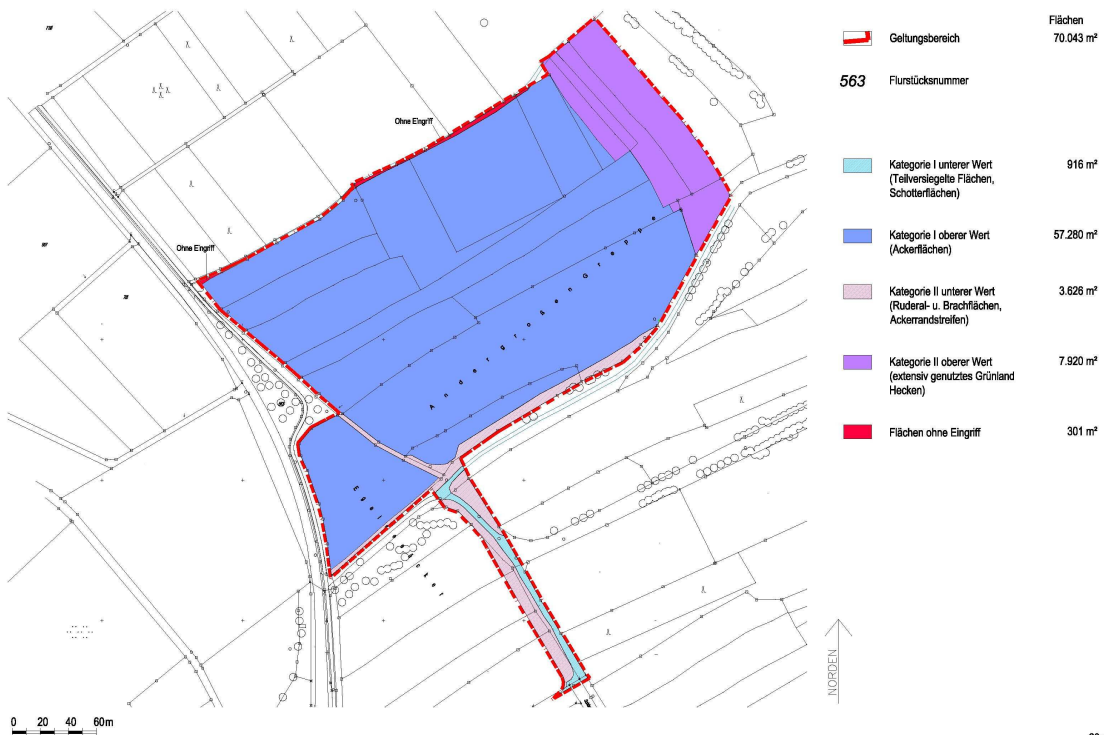 Flächen
Geltungsbereich 70.043 m²
563 Flurstücksnummer
Kategorie I unterer Wert 916 m²
(Teilversiegelte Flächen,
Schotterflächen)
Kategorie I oberer Wert 57.280 m²
(Ackerflächen)
Kategorie II unterer Wert 3.626 m²
(Ruderal- u. Brachflächen,
Ackerrandstreifen)
Kategorie II oberer Wert 7.920 m²
(extensiv genutztes Grünland
Hecken)
Flächen ohne Eingriff 301 m²
Ohne Eingriff
Ohne Eingriff
A n d e r g r o ß e n G r e p p e
NORDEN
0 20 40 60m